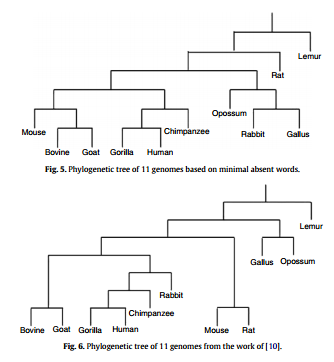 Lemur
Rat
Opossum
Mouse
Chimpanzee
Rabbit
Gallus
Bovine
Goat
Gorilla
Human
Fig. 5. Phylogenetic tree of 11 genomes based on minimal absent words.
Lemur
Gallus
Opossum
Rabbit
Chimpanzee
Bovine
Goat
Gorilla
Human
Mouse
Rat
Fig. 6. Phylogenetic tree of 11 genomes from the work of [10].